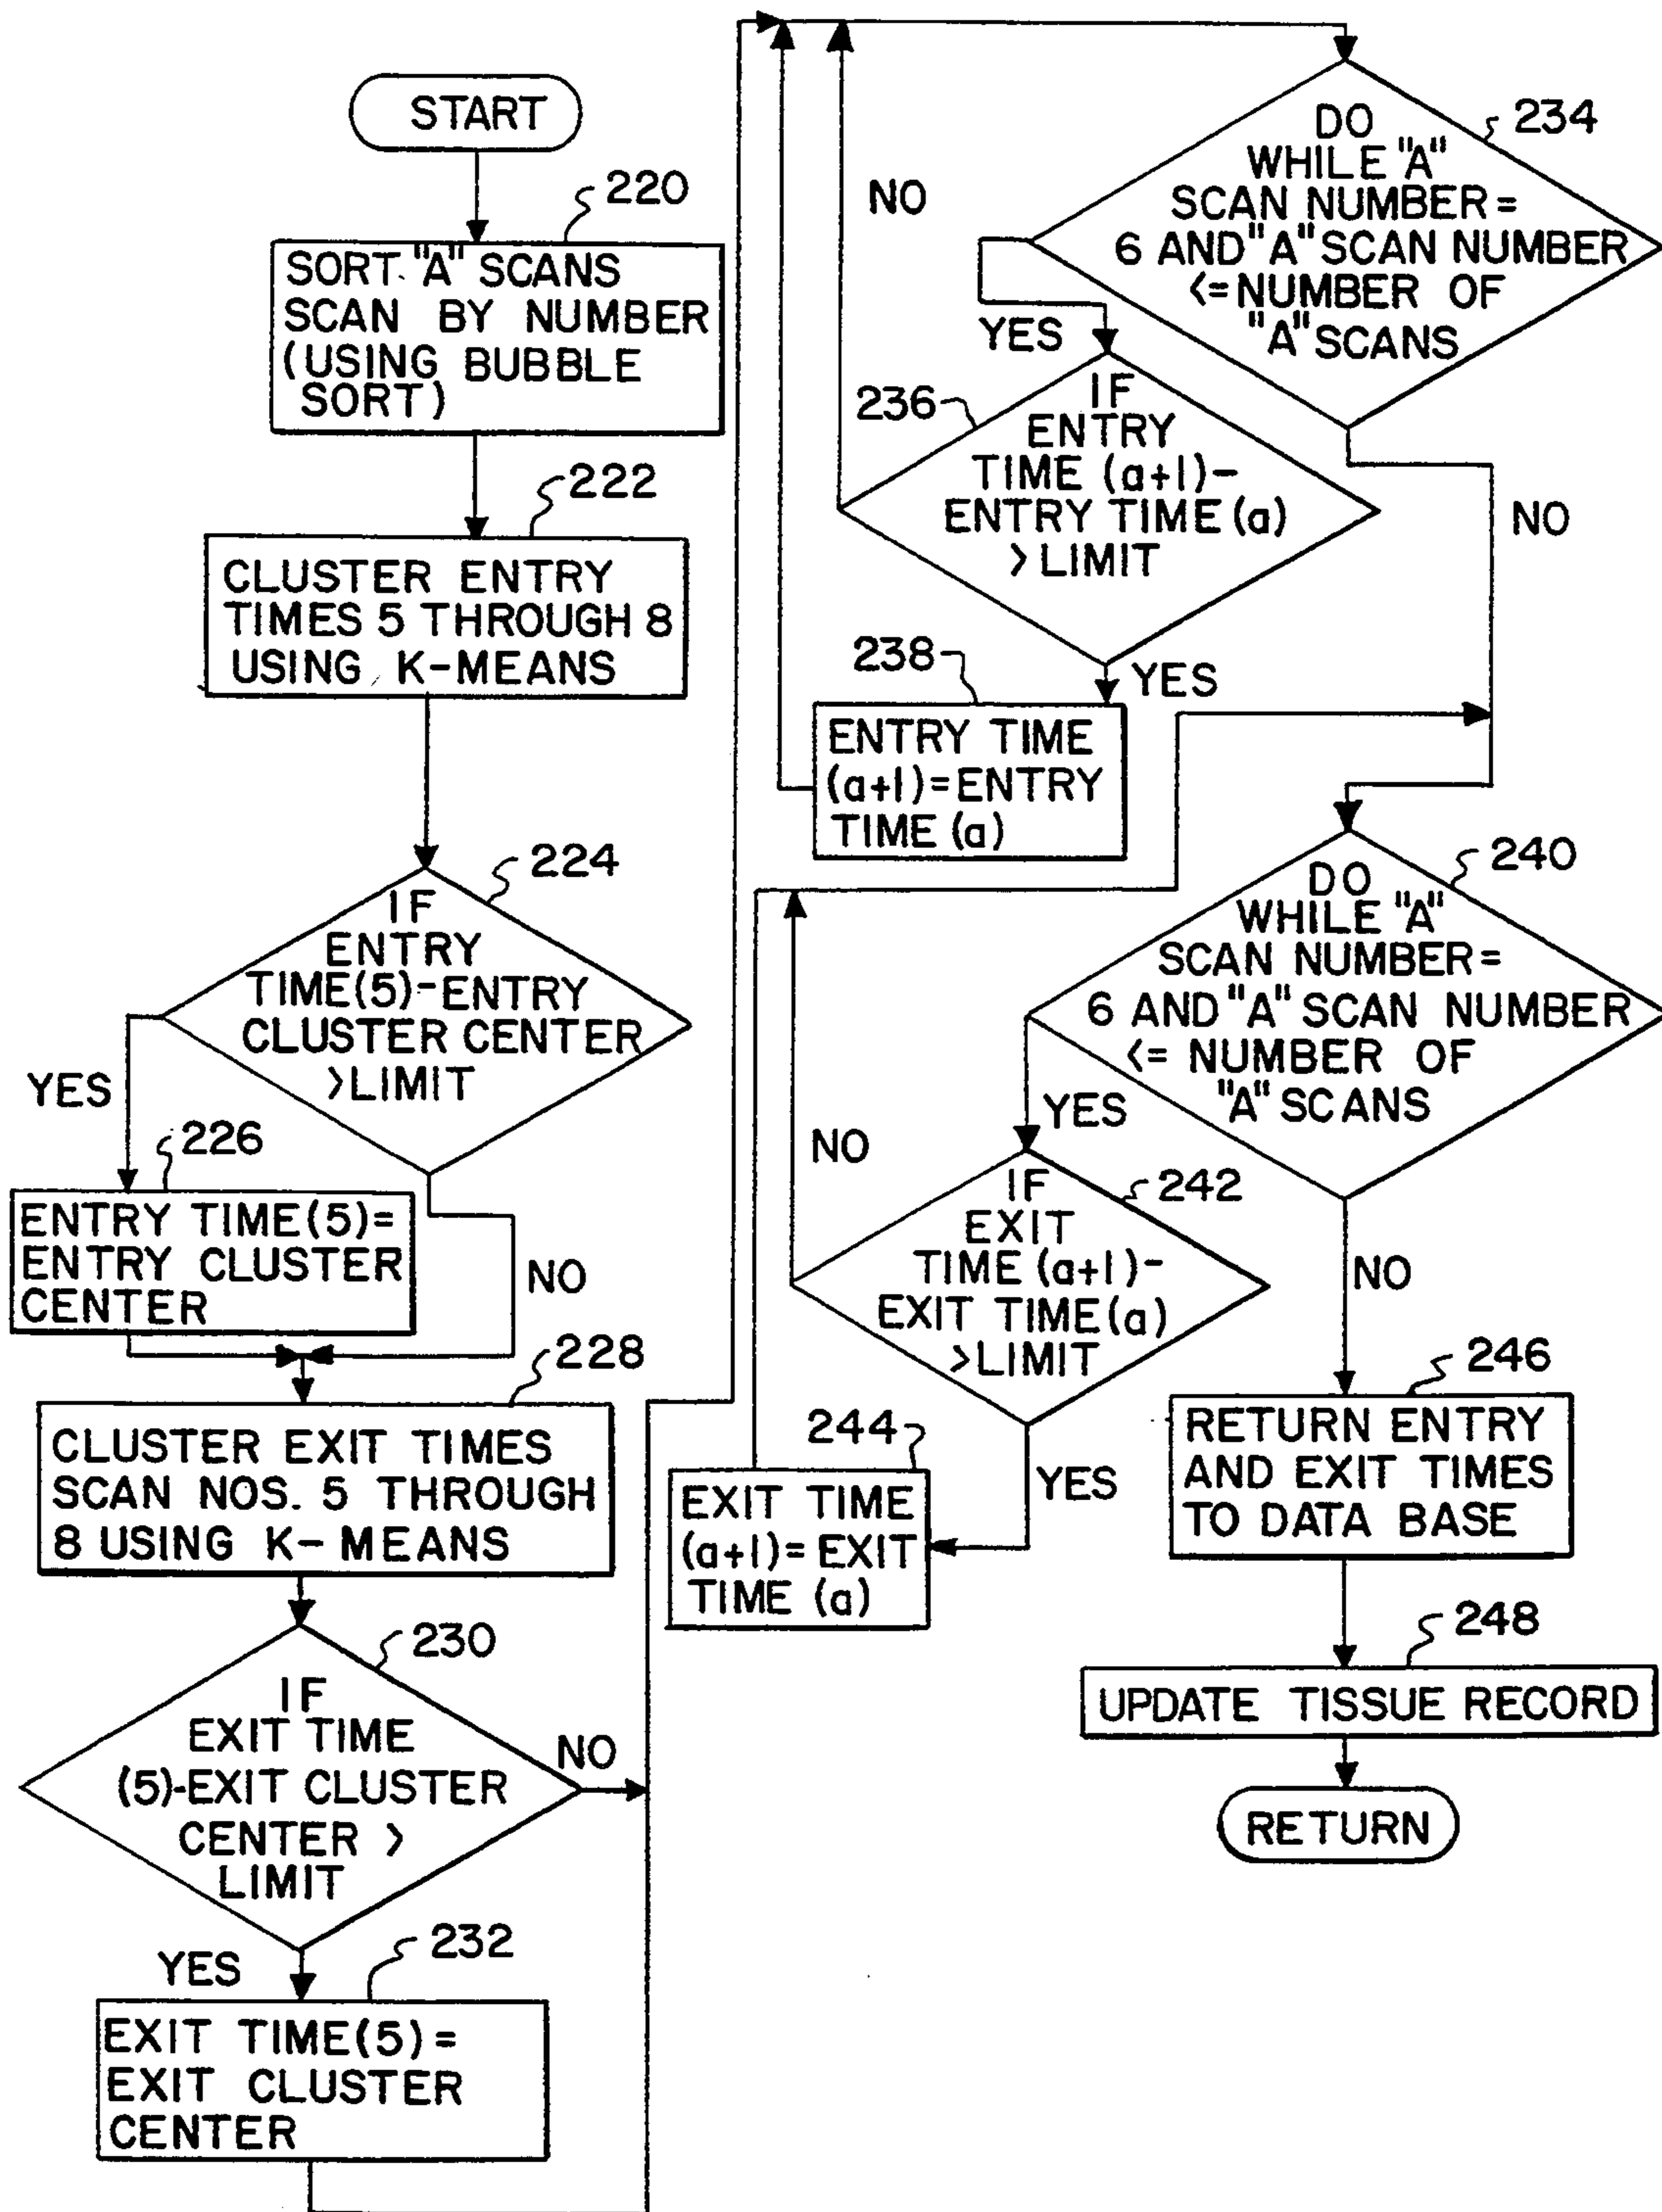 START
220
SORT "A" SCANS
SCAN BY NUMBER
(USING BUBBLE
SORT)
222
CLUSTER ENTRY
TIMES 5 THROUGH 8
USING K-MEANS
224
IF
ENTRY
TIME(5)-ENTRY
CLUSTER CENTER
>LIMIT
YES
NO
226
ENTRY TIME(5)=
ENTRY CLUSTER
CENTER
228
CLUSTER EXIT TIMES
SCAN NOS. 5 THROUGH
8 USING K-MEANS
230
IF
EXIT TIME
(5)-EXIT CLUSTER
CENTER >
LIMIT
NO
YES
232
EXIT TIME(5)=
EXIT CLUSTER
CENTER
234
DO
WHILE "A"
SCAN NUMBER=
6 AND "A" SCAN NUMBER
<=NUMBER OF
"A" SCANS
YES
NO
236
IF
ENTRY
TIME (a+1)-
ENTRY TIME (a)
>LIMIT
NO
YES
238
ENTRY TIME
(a+1)=ENTRY
TIME (a)
240
DO
WHILE "A"
SCAN NUMBER=
6 AND "A" SCAN NUMBER
<= NUMBER OF
"A" SCANS
YES
NO
242
IF
EXIT
TIME (a+1)-
EXIT TIME(a)
>LIMIT
NO
YES
244
EXIT TIME
(a+1)= EXIT
TIME (a)
246
RETURN ENTRY
AND EXIT TIMES
TO DATA BASE
248
UPDATE TISSUE RECORD
RETURN